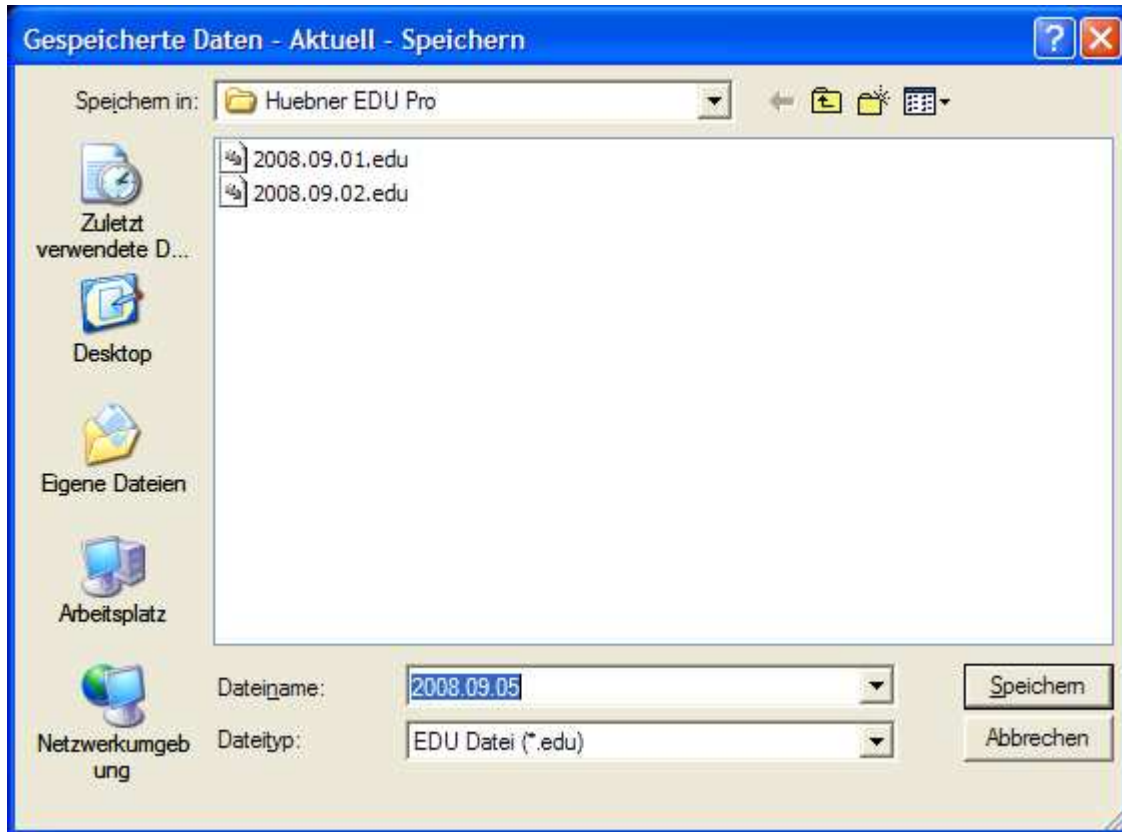 Gespeicherte Daten - Aktuell - Speichern
Speichern in: Huebner EDU Pro
2008.09.01.edu
2008.09.02.edu
Zuletzt
verwendete D...
Desktop
Eigene Dateien
Arbeitsplatz
Netzwerkumgeb
ung
Dateiname: 2008.09.05 Speichern
Dateityp: EDU Datei (*.edu) Abbrechen